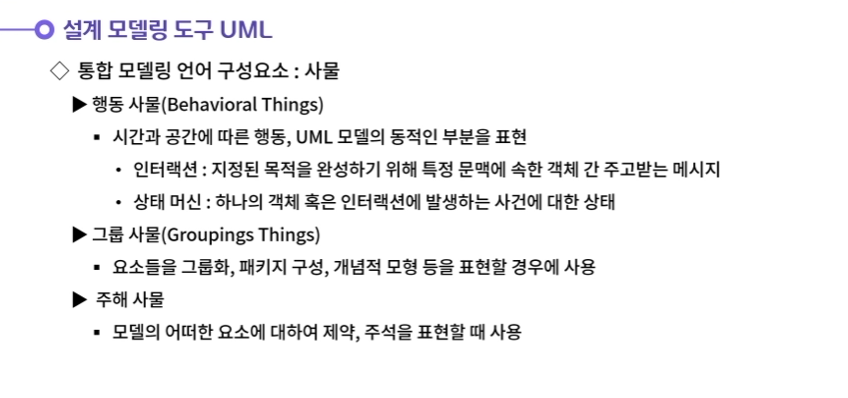 설계 모델링 도구 UML
◇ 통합 모델링 언어 구성요소 : 사물
▶ 행동 사물(Behavioral Things)
▪ 시간과 공간에 따른 행동, UML 모델의 동적인 부분을 표현
• 인터랙션 : 지정된 목적을 완성하기 위해 특정 문맥에 속한 객체 간 주고받는 메시지
• 상태 머신 : 하나의 객체 혹은 인터랙션에 발생하는 사건에 대한 상태
▶ 그룹 사물(Groupings Things)
▪ 요소들을 그룹화, 패키지 구성, 개념적 모형 등을 표현할 경우에 사용
▶ 주해 사물
▪ 모델의 어떠한 요소에 대하여 제약, 주석을 표현할 때 사용